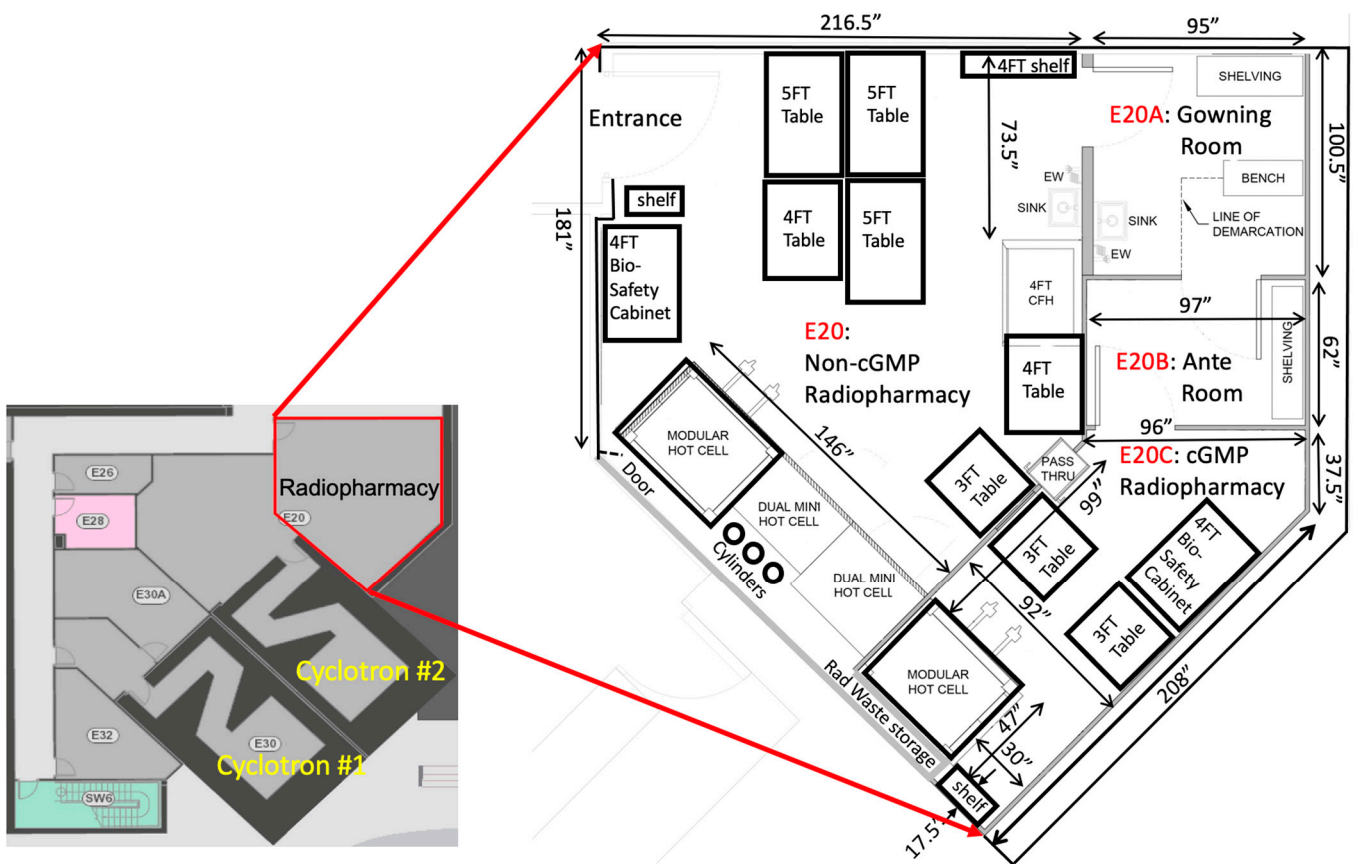 216.5”
95”
5FT
Table
5FT
Table
4FT shelf
SHELVING
Entrance
E20A: Gowning
Room
73.5”
100.5”
EW
BENCH
shelf
SINK
SINK
LINE OF
DEMARCATION
181”
4FT
Table
5FT
Table
EW
4FT
Bio-
Safety
Cabinet
4FT
CFH
97”
E20:
Non-cGMP
Radiopharmacy
62”
SHELVING
4FT
Table
E20B: Ante
Room
96”
MODULAR
HOT CELL
146”
E20C: cGMP
Radiopharmacy
37.5”
PASS
THRU
99”
Door
3FT
Table
DUAL MINI
HOT CELL
3FT
Table
4FT
Bio-
Safety
Cabinet
Cylinders
DUAL MINI
HOT CELL
92”
3FT
Table
MODULAR
HOT CELL
208”
Rad Waste storage
47”
30”
shelf
17.5”
E26
Radiopharmacy
E28
E20
E30A
Cyclotron #2
E32
E30
Cyclotron #1
SW6